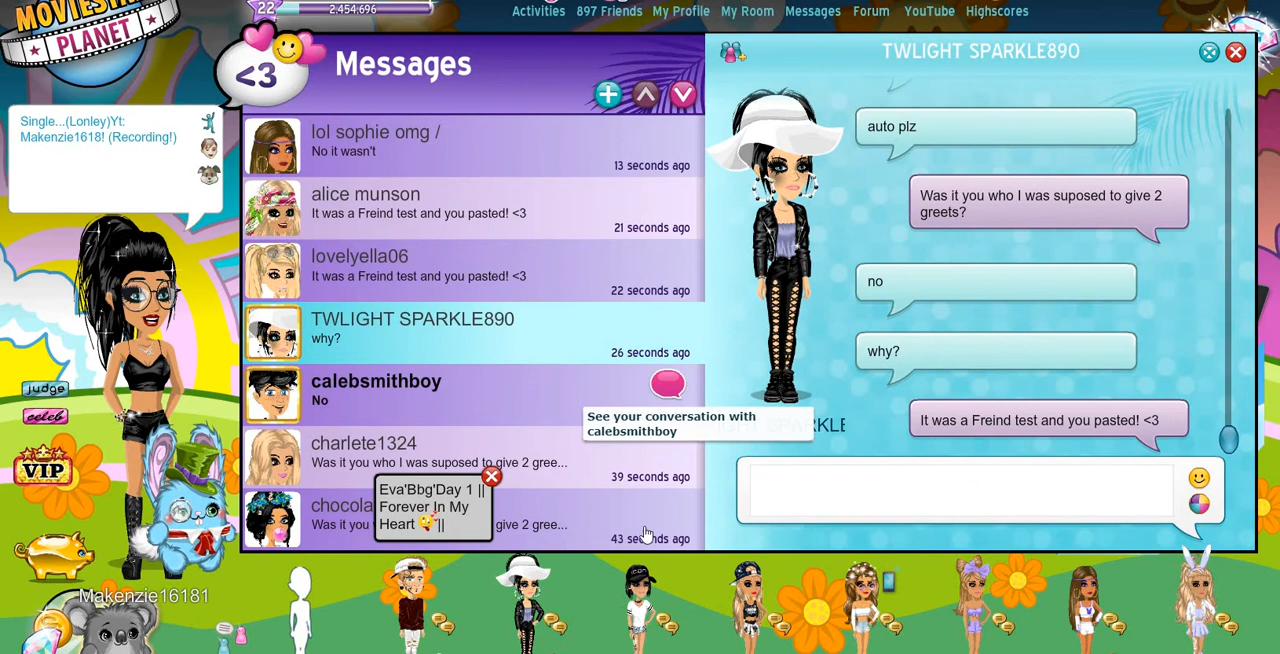 MOVIESTAR
PLANET
22
2,454,696
Activities 897 Friends My Profile My Room Messages Forum YouTube Highscores
<3
Messages
TWLIGHT SPARKLE890
Single...(Lonley)Yt:
Makenzie1618! (Recording!)
judge
celeb
VIP
Makenzie16181
lol sophie omg /
No it wasn't
13 seconds ago
alice munson
It was a Freind test and you pasted! <3
21 seconds ago
lovelyella06
It was a Freind test and you pasted! <3
22 seconds ago
TWLIGHT SPARKLE890
why?
26 seconds ago
calebsmithboy
No
See your conversation with
calebsmithboy
charlete1324
Was it you who I was suposed to give 2 gree...
39 seconds ago
chocola
Was it you give 2 gree...
43 seconds ago
Eva'Bbg'Day 1 ||
Forever In My
Heart 😜||
auto plz
Was it you who I was suposed to give 2
greets?
no
why?
It was a Freind test and you pasted! <3